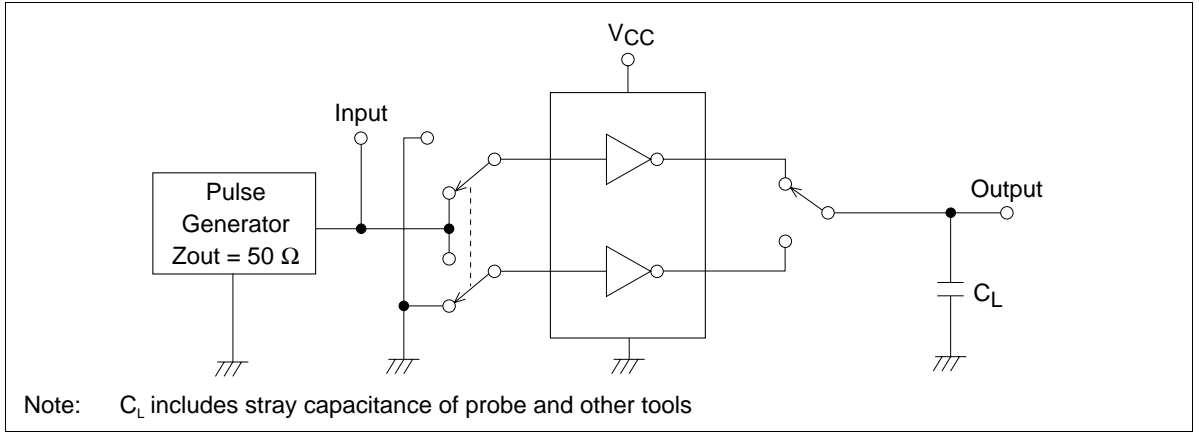 VCC
Input
Pulse
Generator
Zout = 50 Ω
Output
CL
Note: CL includes stray capacitance of probe and other tools